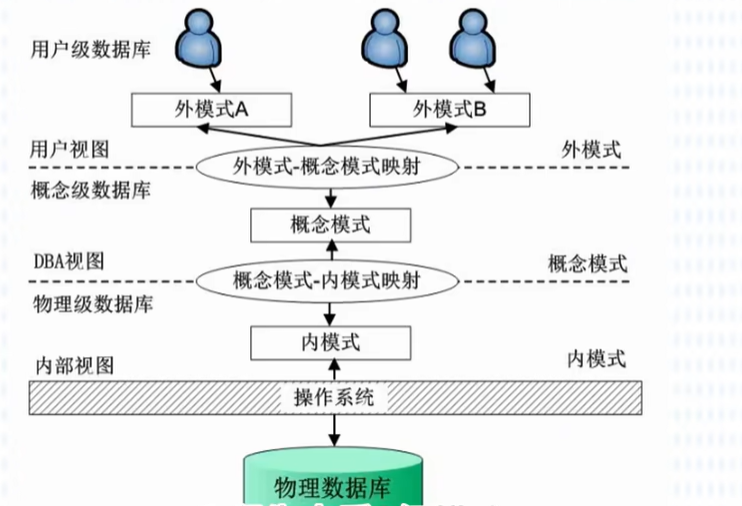 用户级数据库
外模式A
外模式B
用户视图
外模式-概念模式映射
外模式
概念级数据库
概念模式
DBA视图
概念模式-内模式映射
概念模式
物理级数据库
内模式
内部视图
内模式
操作系统
物理数据库